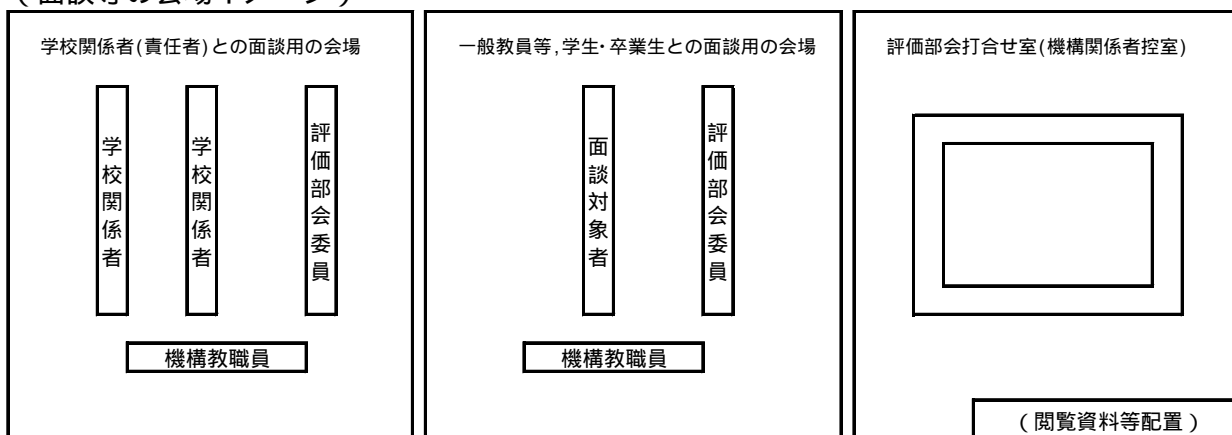 (面談等の会場イメージ)
学校関係者(責任者)との面談用の会場
学校関係者
学校関係者
評価部会委員
機構教職員
一般教員等,学生・卒業生との面談用の会場
面談対象者
評価部会委員
機構教職員
評価部会打合せ室(機構関係者控室)
(閲覧資料等配置)